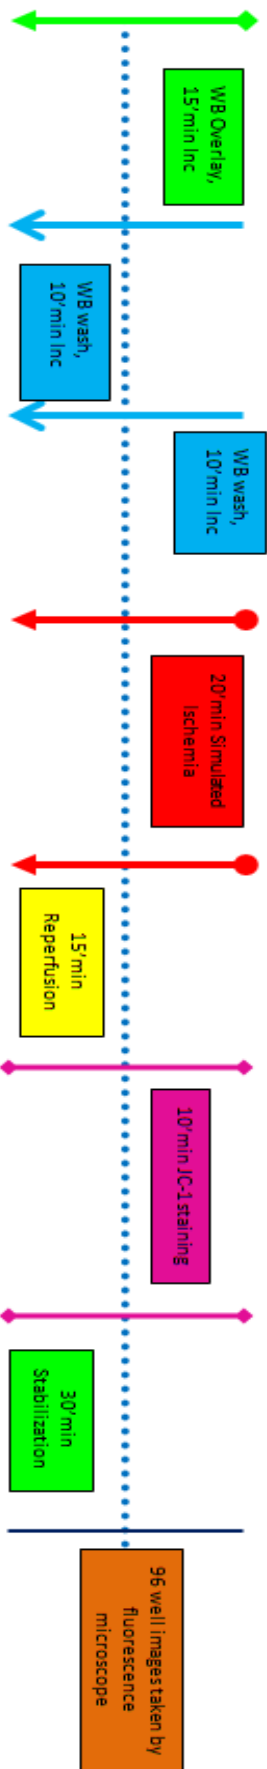 WB Overlay,
15'min Inc
WB wash,
10'min Inc
WB wash,
10'min Inc
20'min Simulated
Ischemia
15'min
Reperfusion
10'min JC-1 staining
30'min
Stabilization
96 well images taken by
fluorescence
microscope